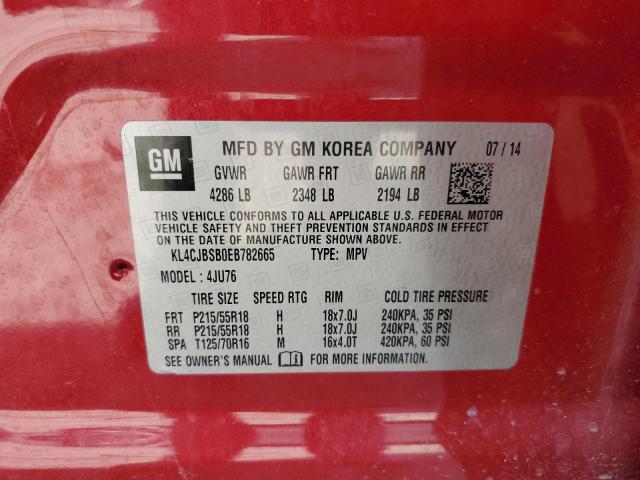 GM MFD BY GM KOREA COMPANY 07/14
GVWR GAWR FRT GAWR RR
4286 LB 2348 LB 2194 LB
THIS VEHICLE CONFORMS TO ALL APPLICABLE U.S. FEDERAL MOTOR
VEHICLE SAFETY AND THEFT PREVENTION STANDARDS IN EFFECT ON
THE DATE OF MANUFACTURE SHOWN ABOVE.
KL4CJBSB0EB782665 TYPE: MPV
MODEL: 4JU76
TIRE SIZE SPEED RTG RIM COLD TIRE PRESSURE
FRT P215/55R18 H 18x7.0J 240KPA, 35 PSI
RR P215/55R18 H 18x7.0J 240KPA, 35 PSI
SPA T125/70R16 M 16x4.0T 420KPA, 60 PSI
SEE OWNER'S MANUAL FOR MORE INFORMATION.